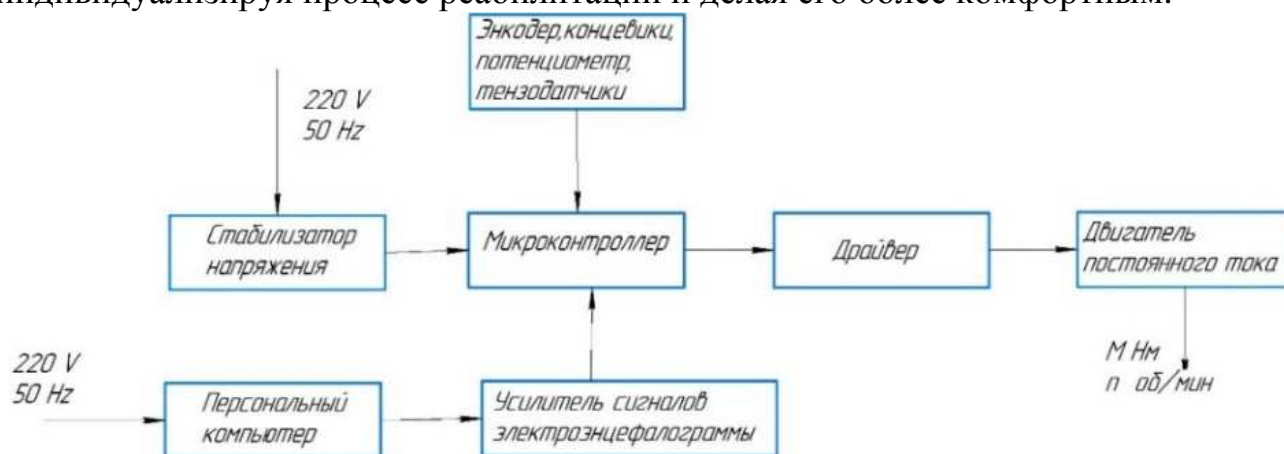 индивидуализируя процесс реабилитации и делая его более комфортным.
Энкодер, концевики,
потенциометр,
тензодатчики
220 V
50 Hz
Стабилизатор
напряжения
Микроконтроллер
Драйвер
Двигатель
постоянного тока
220 V
50 Hz
Персональный
компьютер
Усилитель сигналов
электроэнцефалограммы
М Нм
n об/мин